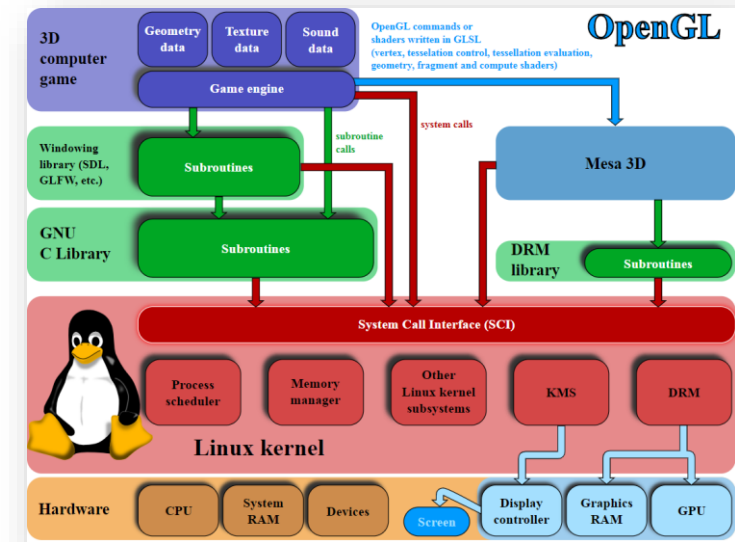 3D
computer
game
Geometry
data
Texture
data
Sound
data
Game engine
OpenGL commands or
shaders written in GLSL
(vertex, tesselation control, tessellation evaluation,
geometry, fragment and compute shaders)
OpenGL
system calls
subroutine
calls
Windowing
library (SDL,
GLFW, etc.)
Subroutines
Mesa 3D
GNU
C Library
Subroutines
DRM
library
Subroutines
System Call Interface (SCI)
Process
scheduler
Memory
manager
Other
Linux kernel
subsystems
KMS
DRM
Linux kernel
Hardware
CPU
System
RAM
Devices
Screen
Display
controller
Graphics
RAM
GPU